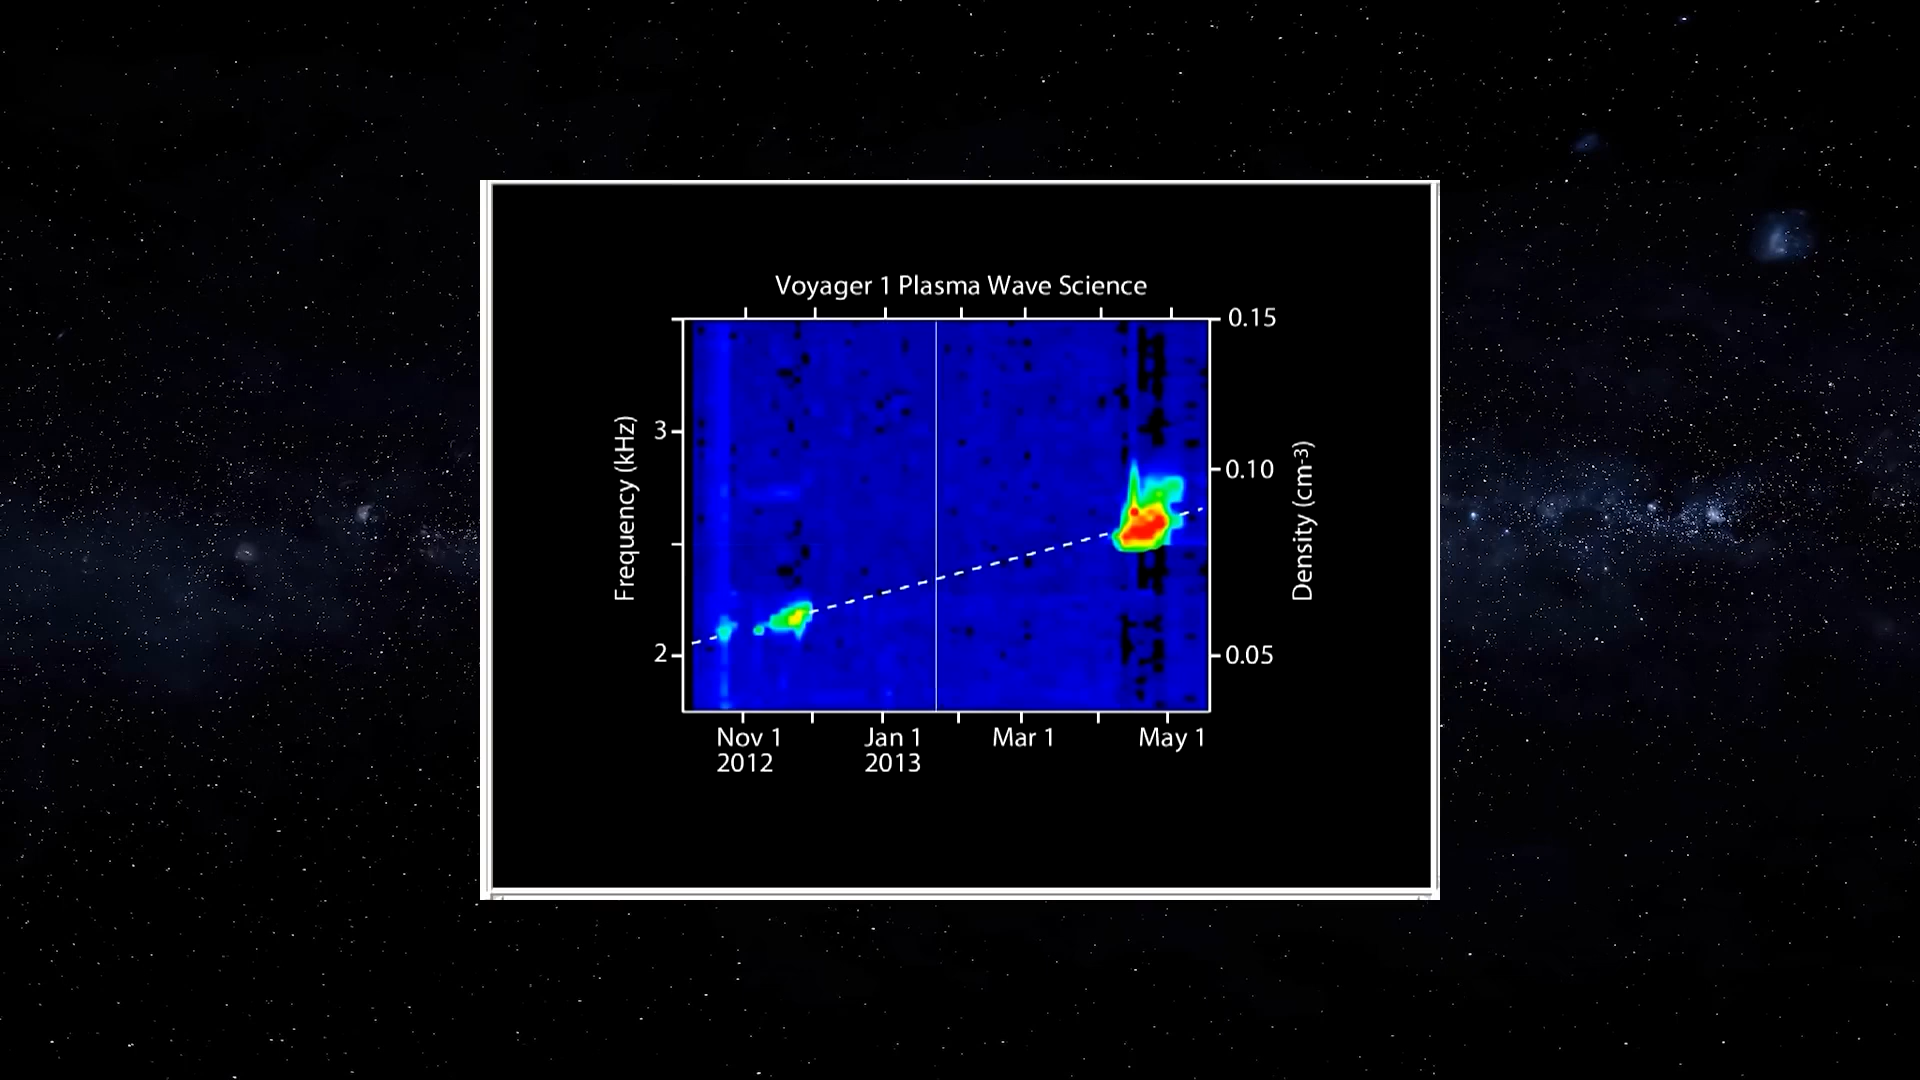 Voyager 1 Plasma Wave Science
Frequency (kHz)
3
2
0.15
0.10
0.05
Density (cm-3)
Nov 1
2012
Jan 1
2013
Mar 1
May 1